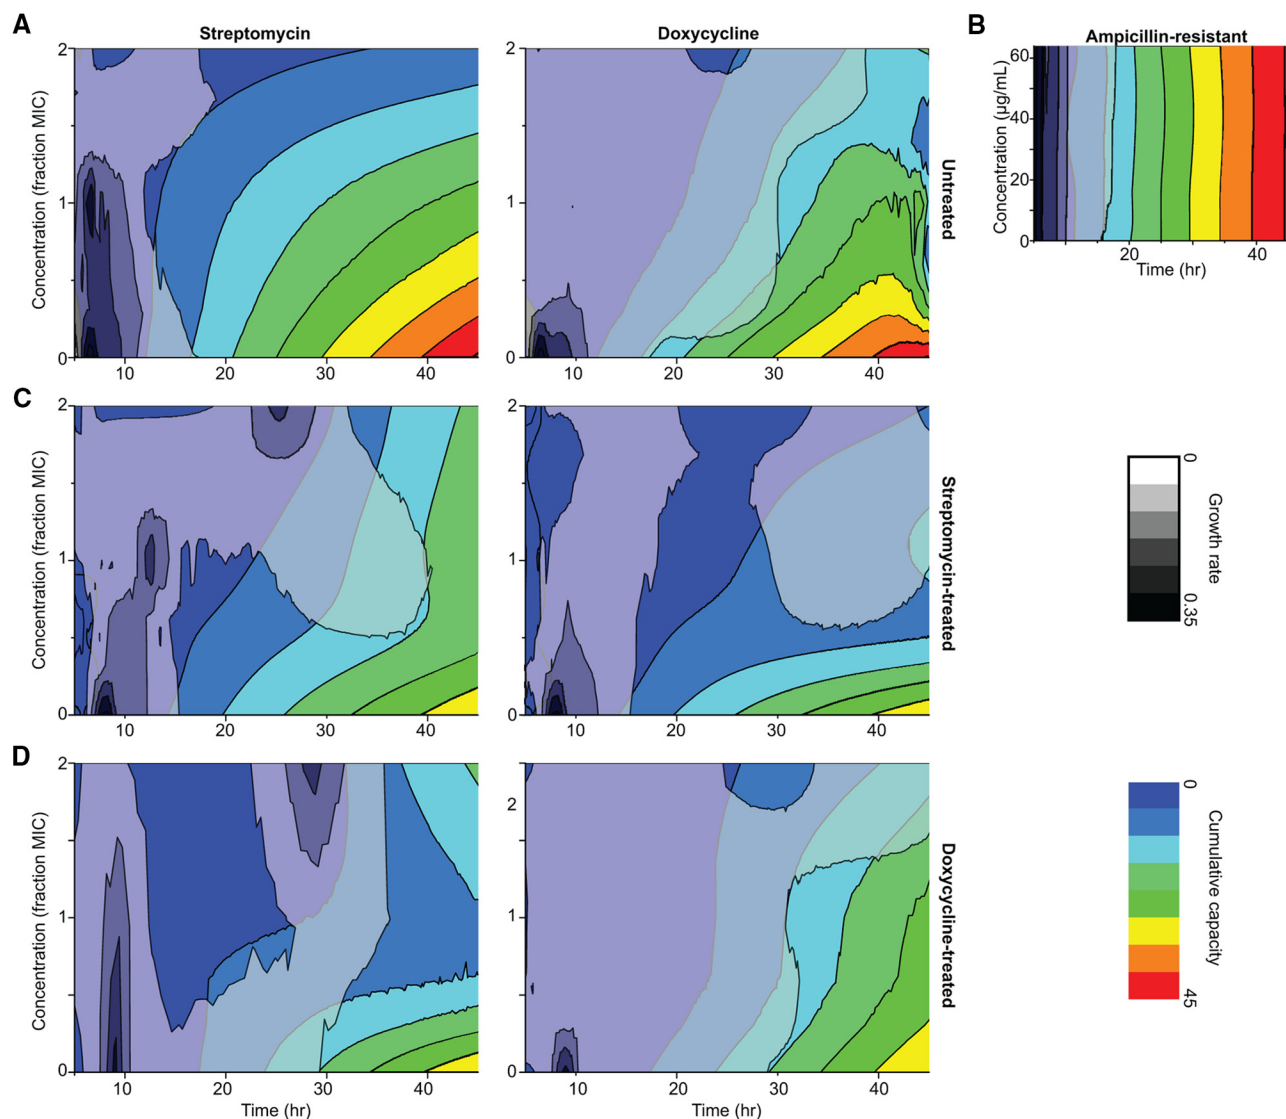 A
Streptomycin
Doxycycline
B
Ampicillin-resistant
Concentration (fraction MIC)
2
1
0
10
20
30
40
10
20
30
40
Untreated
Concentration (µg/mL)
60
40
20
0
20
40
Time (hr)
C
Concentration (fraction MIC)
2
1
0
10
20
30
40
2
1
0
10
20
30
40
Streptomycin-treated
0
Growth rate
0.35
D
Concentration (fraction MIC)
2
1
0
10
20
30
40
Time (hr)
2
1
0
10
20
30
40
Time (hr)
Doxycycline-treated
0
Cumulative capacity
45
2
1
0